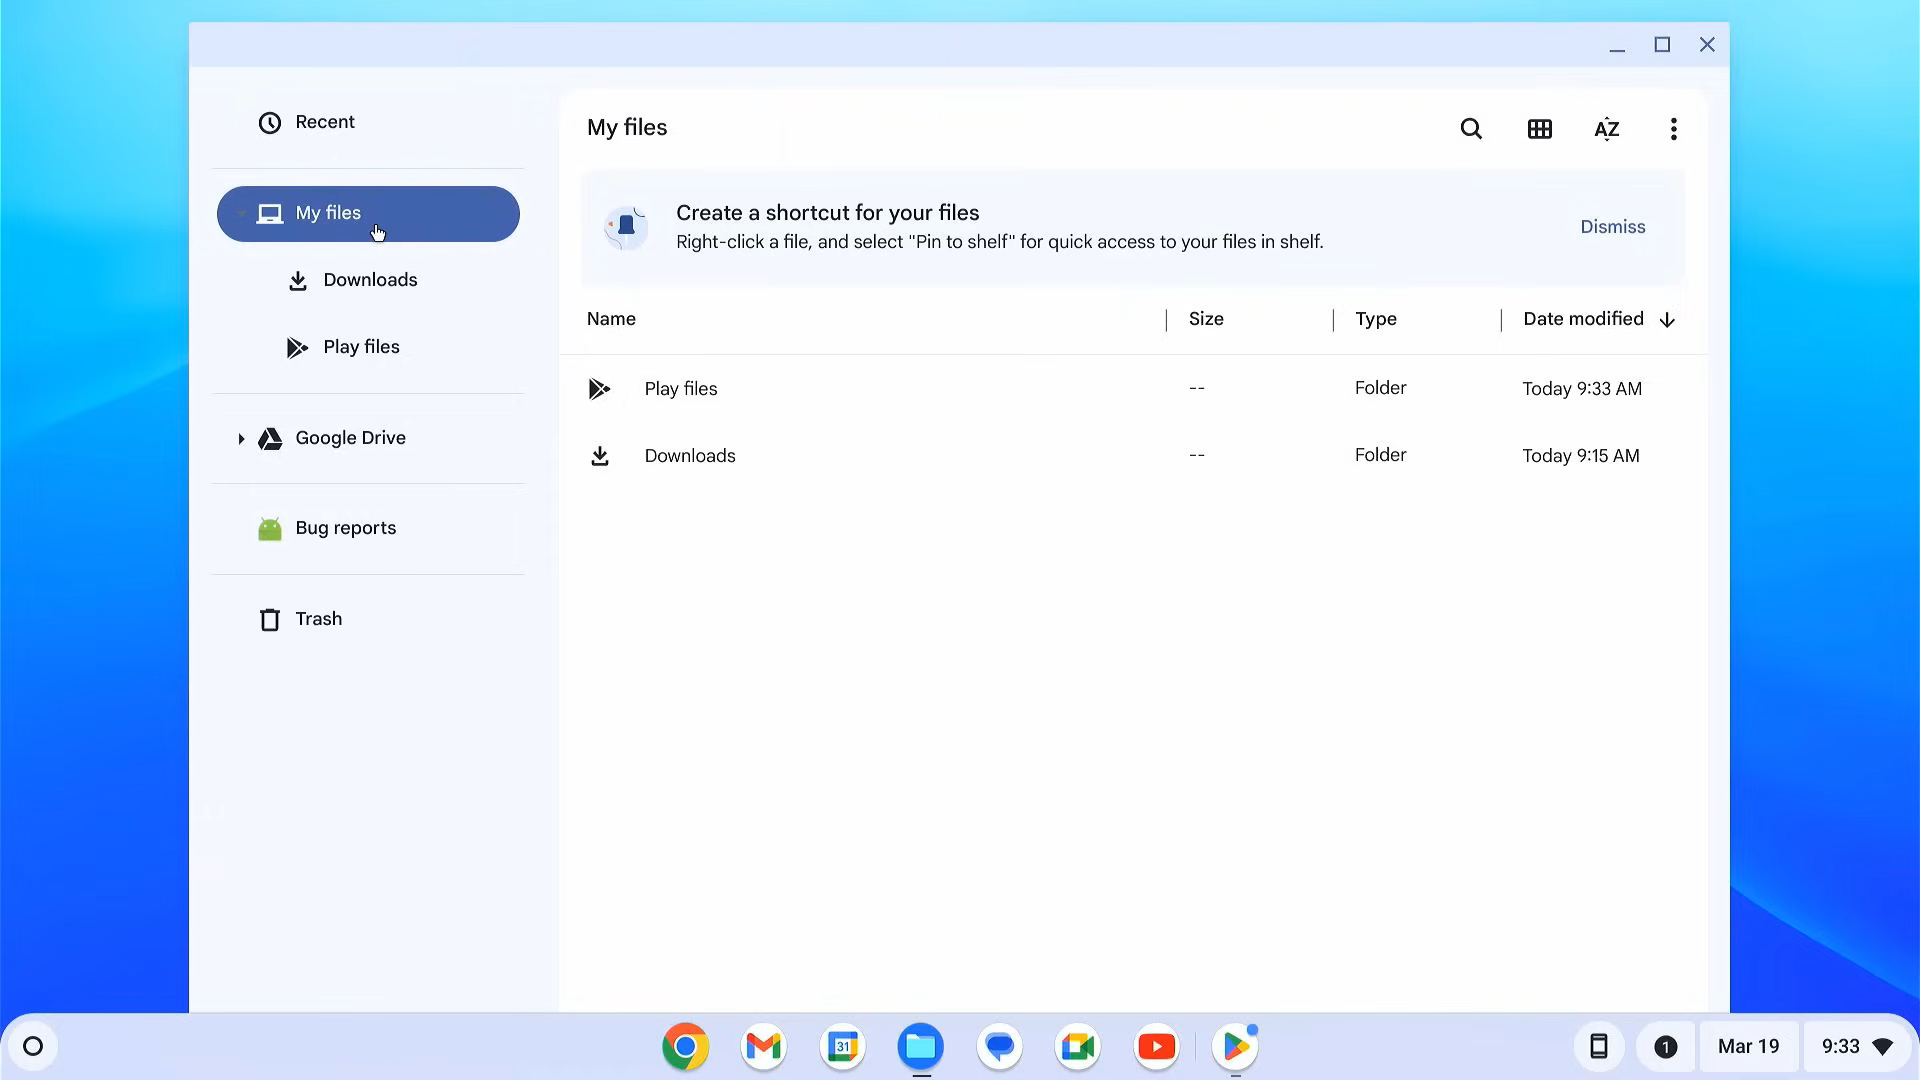 Recent
My files
Downloads
Play files
Google Drive
Bug reports
Trash
My files
AZ
Create a shortcut for your files
Right-click a file, and select "Pin to shelf" for quick access to your files in shelf.
Dismiss
Name Size Type Date modified
Play files -- Folder Today 9:33 AM
Downloads -- Folder Today 9:15 AM
31
1 Mar 19 9:33